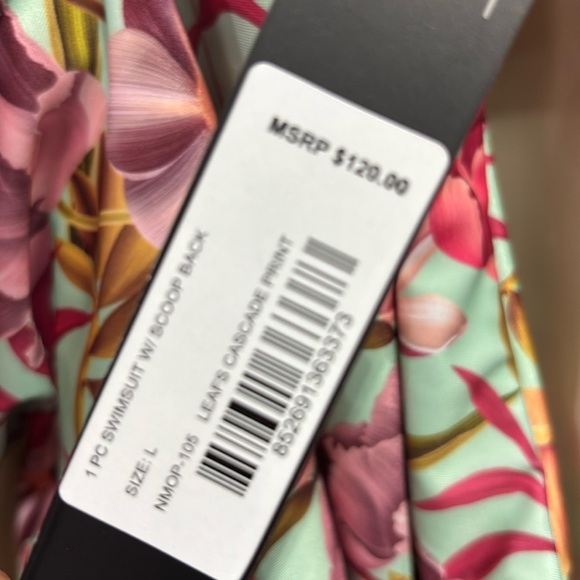 MSRP $120.00
1 PC SWIMSUIT W/ SCOOP BACK
SIZE: L
NMOP-105 LEAFS CASCADE PRINT
852691363373